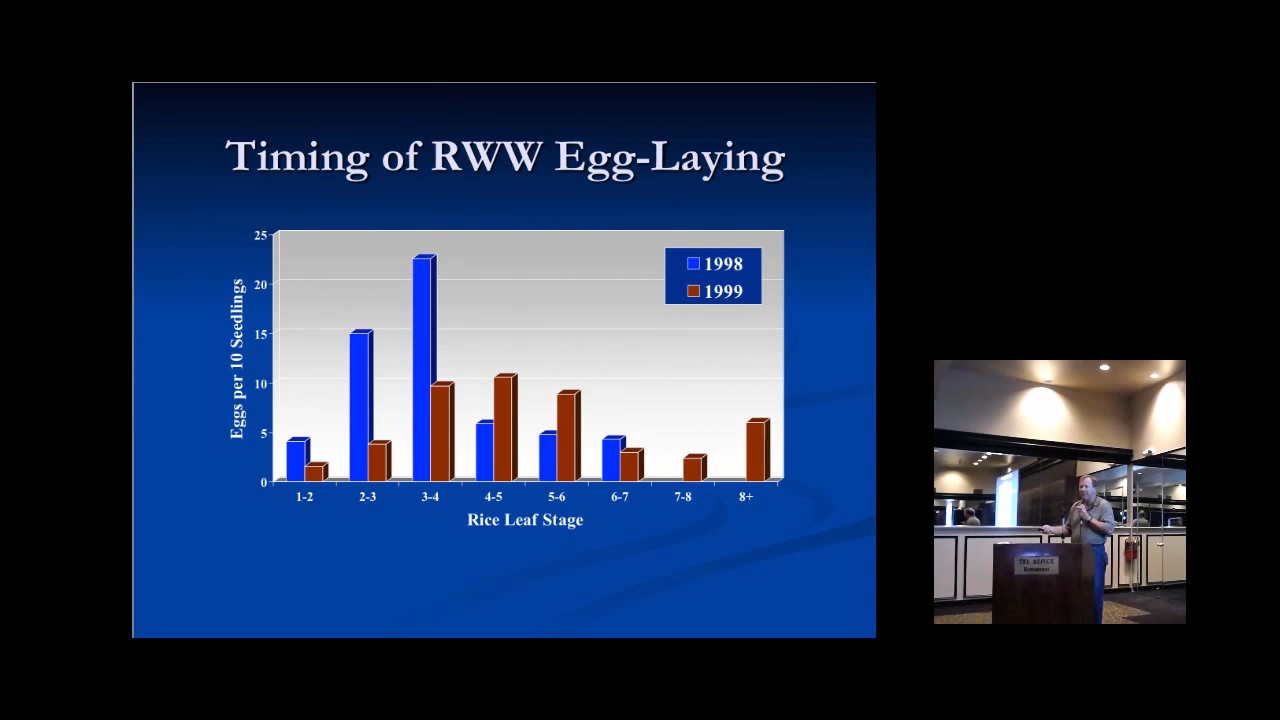 Timing of RWW Egg-Laying
Eggs per 10 Seedlings
25
20
15
10
5
0
1998
1999
1-2 2-3 3-4 4-5 5-6 6-7 7-8 8+
Rice Leaf Stage
Restaurant